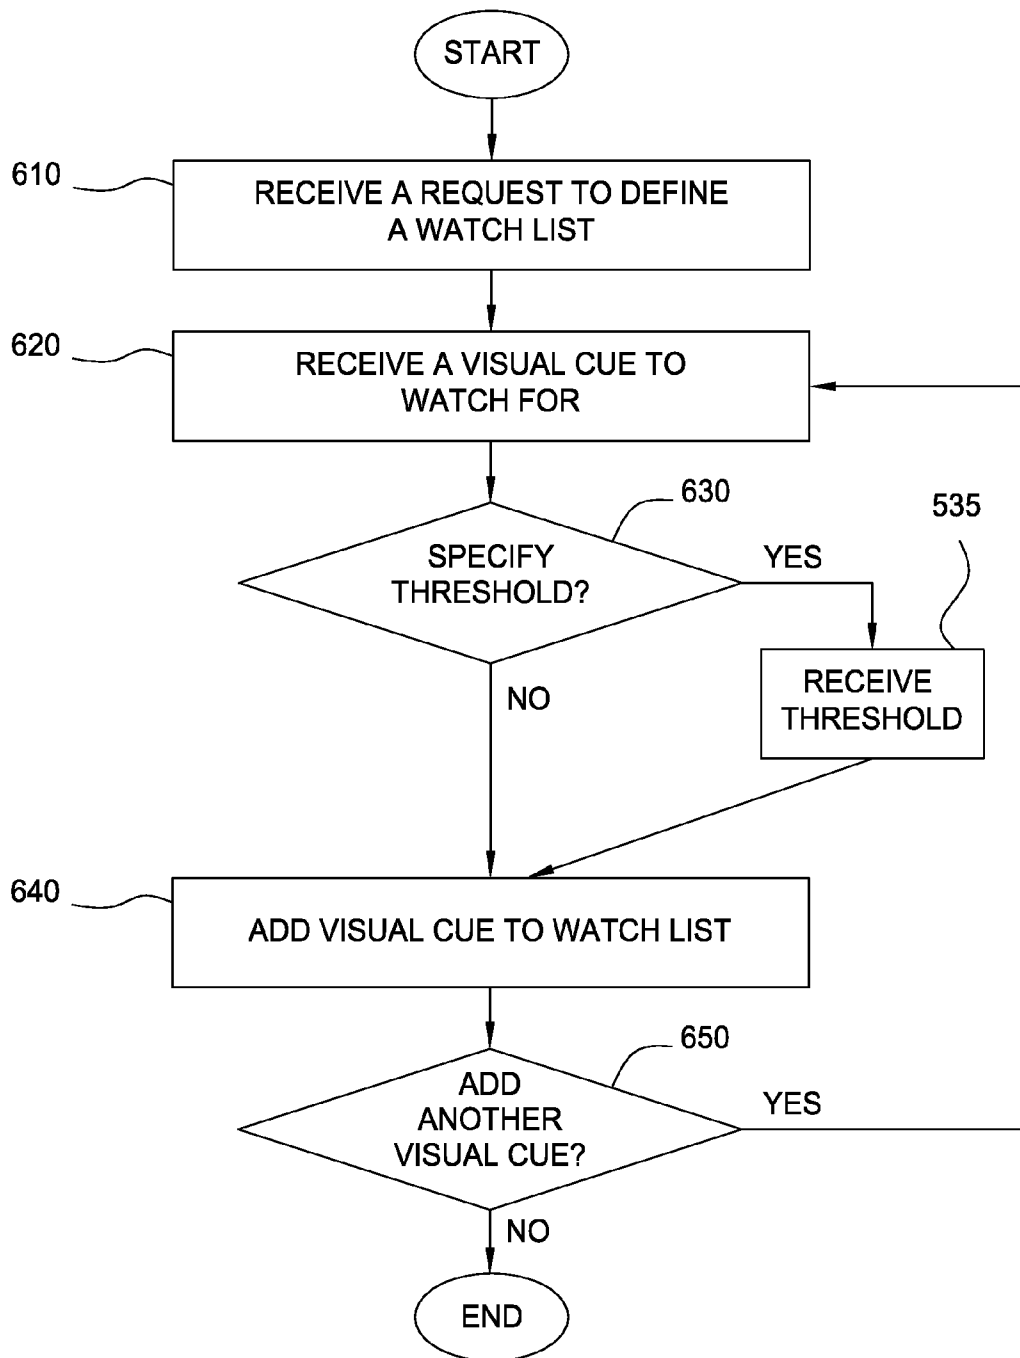 START
610
RECEIVE A REQUEST TO DEFINE
A WATCH LIST
620
RECEIVE A VISUAL CUE TO
WATCH FOR
630
535
SPECIFY
THRESHOLD?
YES
RECEIVE
THRESHOLD
NO
640
ADD VISUAL CUE TO WATCH LIST
650
ADD
ANOTHER
VISUAL CUE?
YES
NO
END